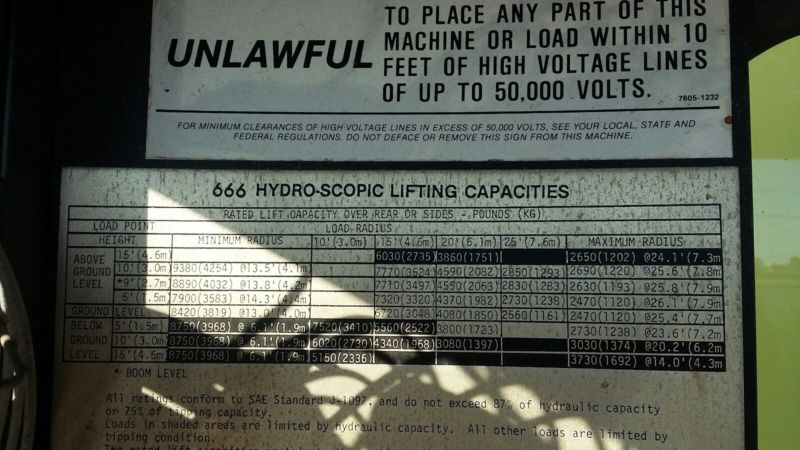 UNLAWFUL
TO PLACE ANY PART OF THIS
MACHINE OR LOAD WITHIN 10
FEET OF HIGH VOLTAGE LINES
OF UP TO 50,000 VOLTS.
7605-1232
FOR MINIMUM CLEARANCES OF HIGH VOLTAGE LINES IN EXCESS OF 50,000 VOLTS, SEE YOUR LOCAL, STATE AND
FEDERAL REGULATIONS. DO NOT DEFACE OR REMOVE THIS SIGN FROM THIS MACHINE.
666 HYDRO-SCOPIC LIFTING CAPACITIES
RATED LIFT CAPACITY OVER REAR OR SIDES - POUNDS (KG)
LOAD POINT LOAD RADIUS
HEIGHT MINIMUM RADIUS 10'(3.0m) 15'(4.6m) 20'(6.1m) 25'(7.6m) MAXIMUM RADIUS
15'(4.6m) 6030(2735) 3860(1751) 2650(1202) @24.1'(7.3m
ABOVE
GROUND 10'(3.0m) 9380(4254) @13.5'(4.1m 7770(3524) 4590(2082) 2850(1293) 2690(1220) @25.6'(7.8m
LEVEL *9'(2.7m) 8890(4032) @13.8'(4.2m 7710(3497) 4550(2063) 2830(1283) 2630(1193) @25.8'(7.9m
5'(1.5m) 7900(3583) @14.3'(4.4m 7320(3320) 4370(1982) 2730(1238) 2470(1120) @26.1'(7.9m
GROUND LEVEL 8420(3819) @13.0'(4.0m 6720(3048) 4080(1850) 2560(1161) 2470(1120) @25.4'(7.7m
BELOW 5'(1.5m) 8750(3968) @ 6.1'(1.9m 7520(3410) 5560(2522) 3800(1723) 2730(1238) @23.6'(7.2m
GROUND 10'(3.0m) 8750(3968) @ 6.1'(1.9m 6020(2730) 4340(1968) 3080(1397) 3030(1374) @20.2'(6.2m
LEVEL 15'(4.6m) 8750(3968) @ 6.1'(1.9m 5150(2336) 3730(1692) @14.0'(4.3m
* BOOM LEVEL
All ratings conform to SAE Standard J-1097, and do not exceed 87% of hydraulic capacity
or 75% of tipping capacity.
Loads in shaded areas are limited by hydraulic capacity. All other loads are limited by
tipping condition.
The rated lift